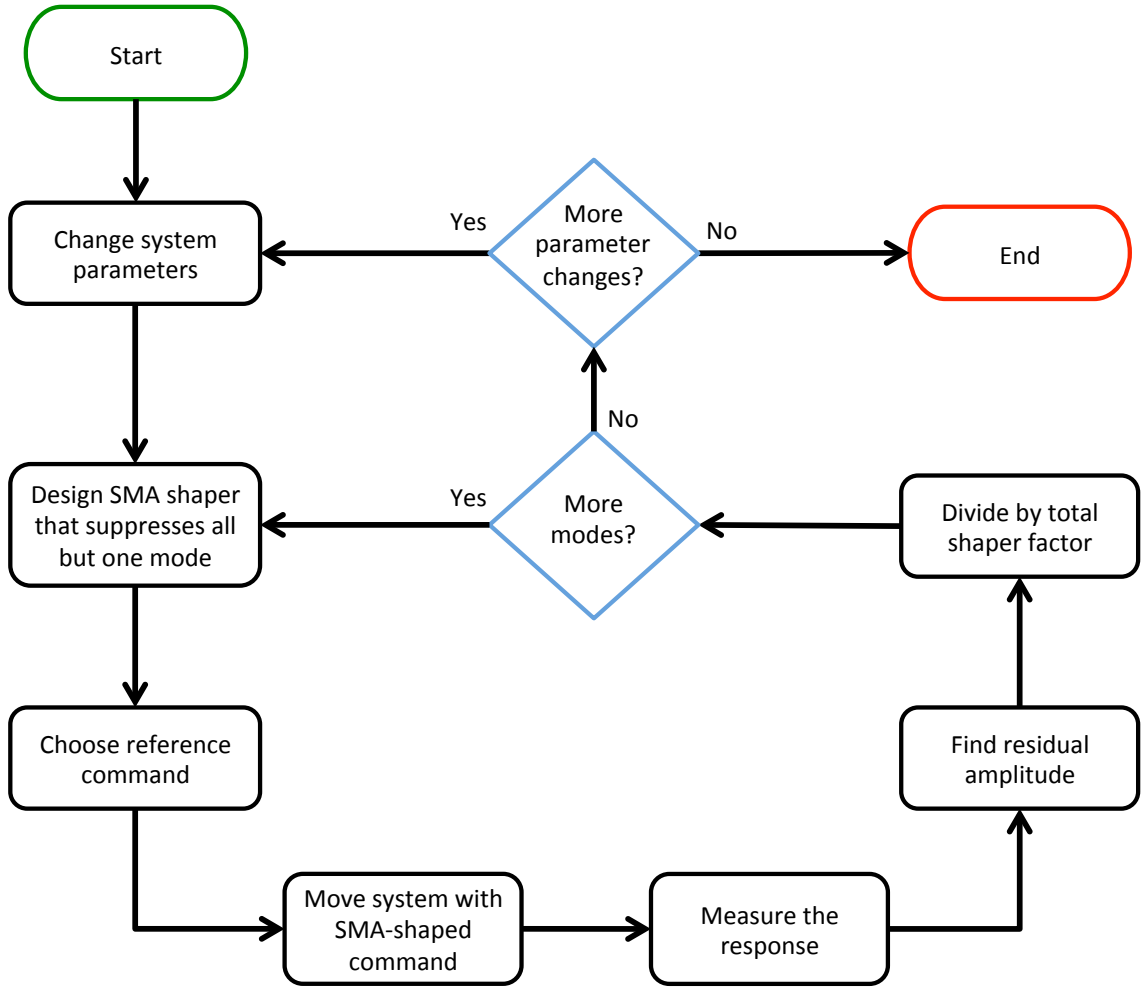 Start
Change system
parameters
Yes
More
parameter
changes?
No
End
No
Design SMA shaper
that suppresses all
but one mode
Yes
More
modes?
Divide by total
shaper factor
Choose reference
command
Find residual
amplitude
Move system with
SMA-shaped
command
Measure the
response